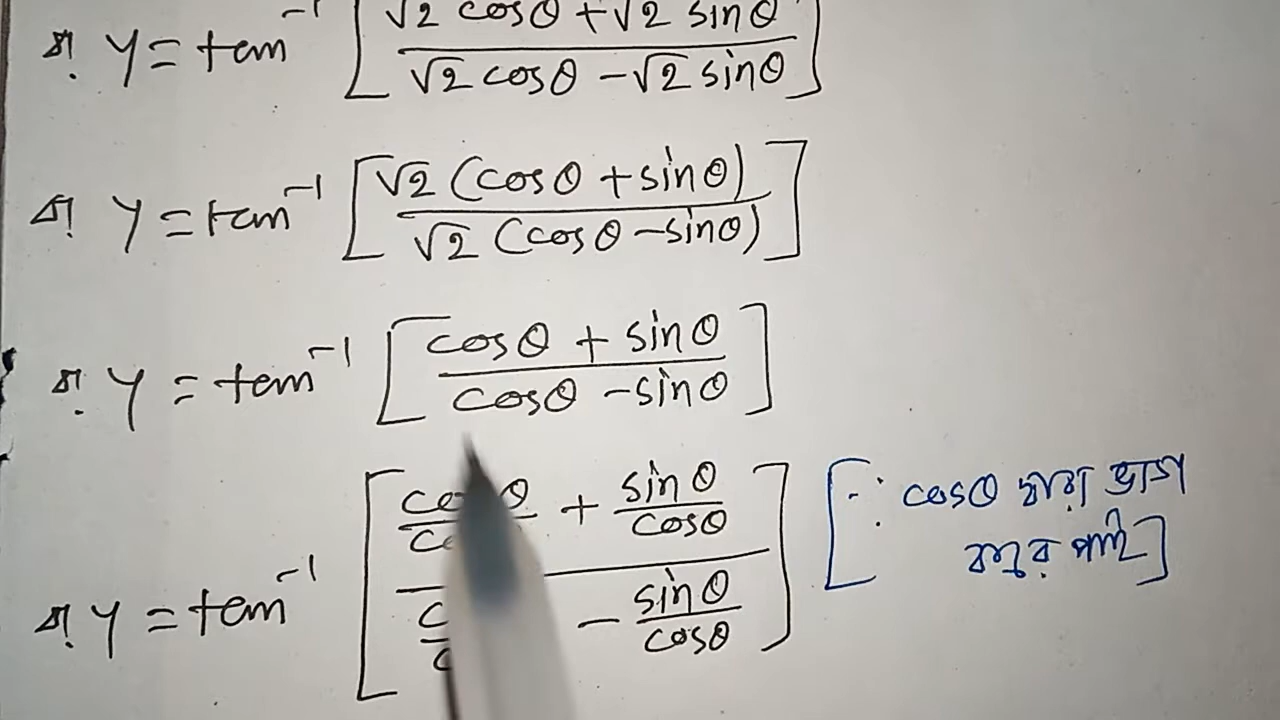 বা, y = tan⁻¹ [ (√2 cosθ + √2 sinθ) / (√2 cosθ − √2 sinθ) ]
বা, y = tan⁻¹ [ √2 (cosθ + sinθ) / √2 (cosθ − sinθ) ]
বা, y = tan⁻¹ [ (cosθ + sinθ) / (cosθ − sinθ) ]
বা, y = tan⁻¹ [ ( + sinθ/cosθ) / ( − sinθ/cosθ) ] [∵ cosθ দ্বারা ভাগ
করে পাই]